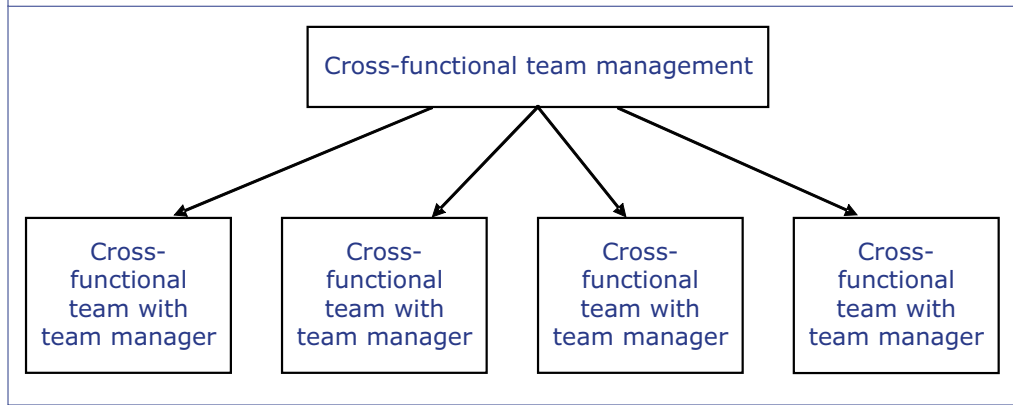 Cross-functional team management
Cross-
functional
team with
team manager
Cross-
functional
team with
team manager
Cross-
functional
team with
team manager
Cross-
functional
team with
team manager